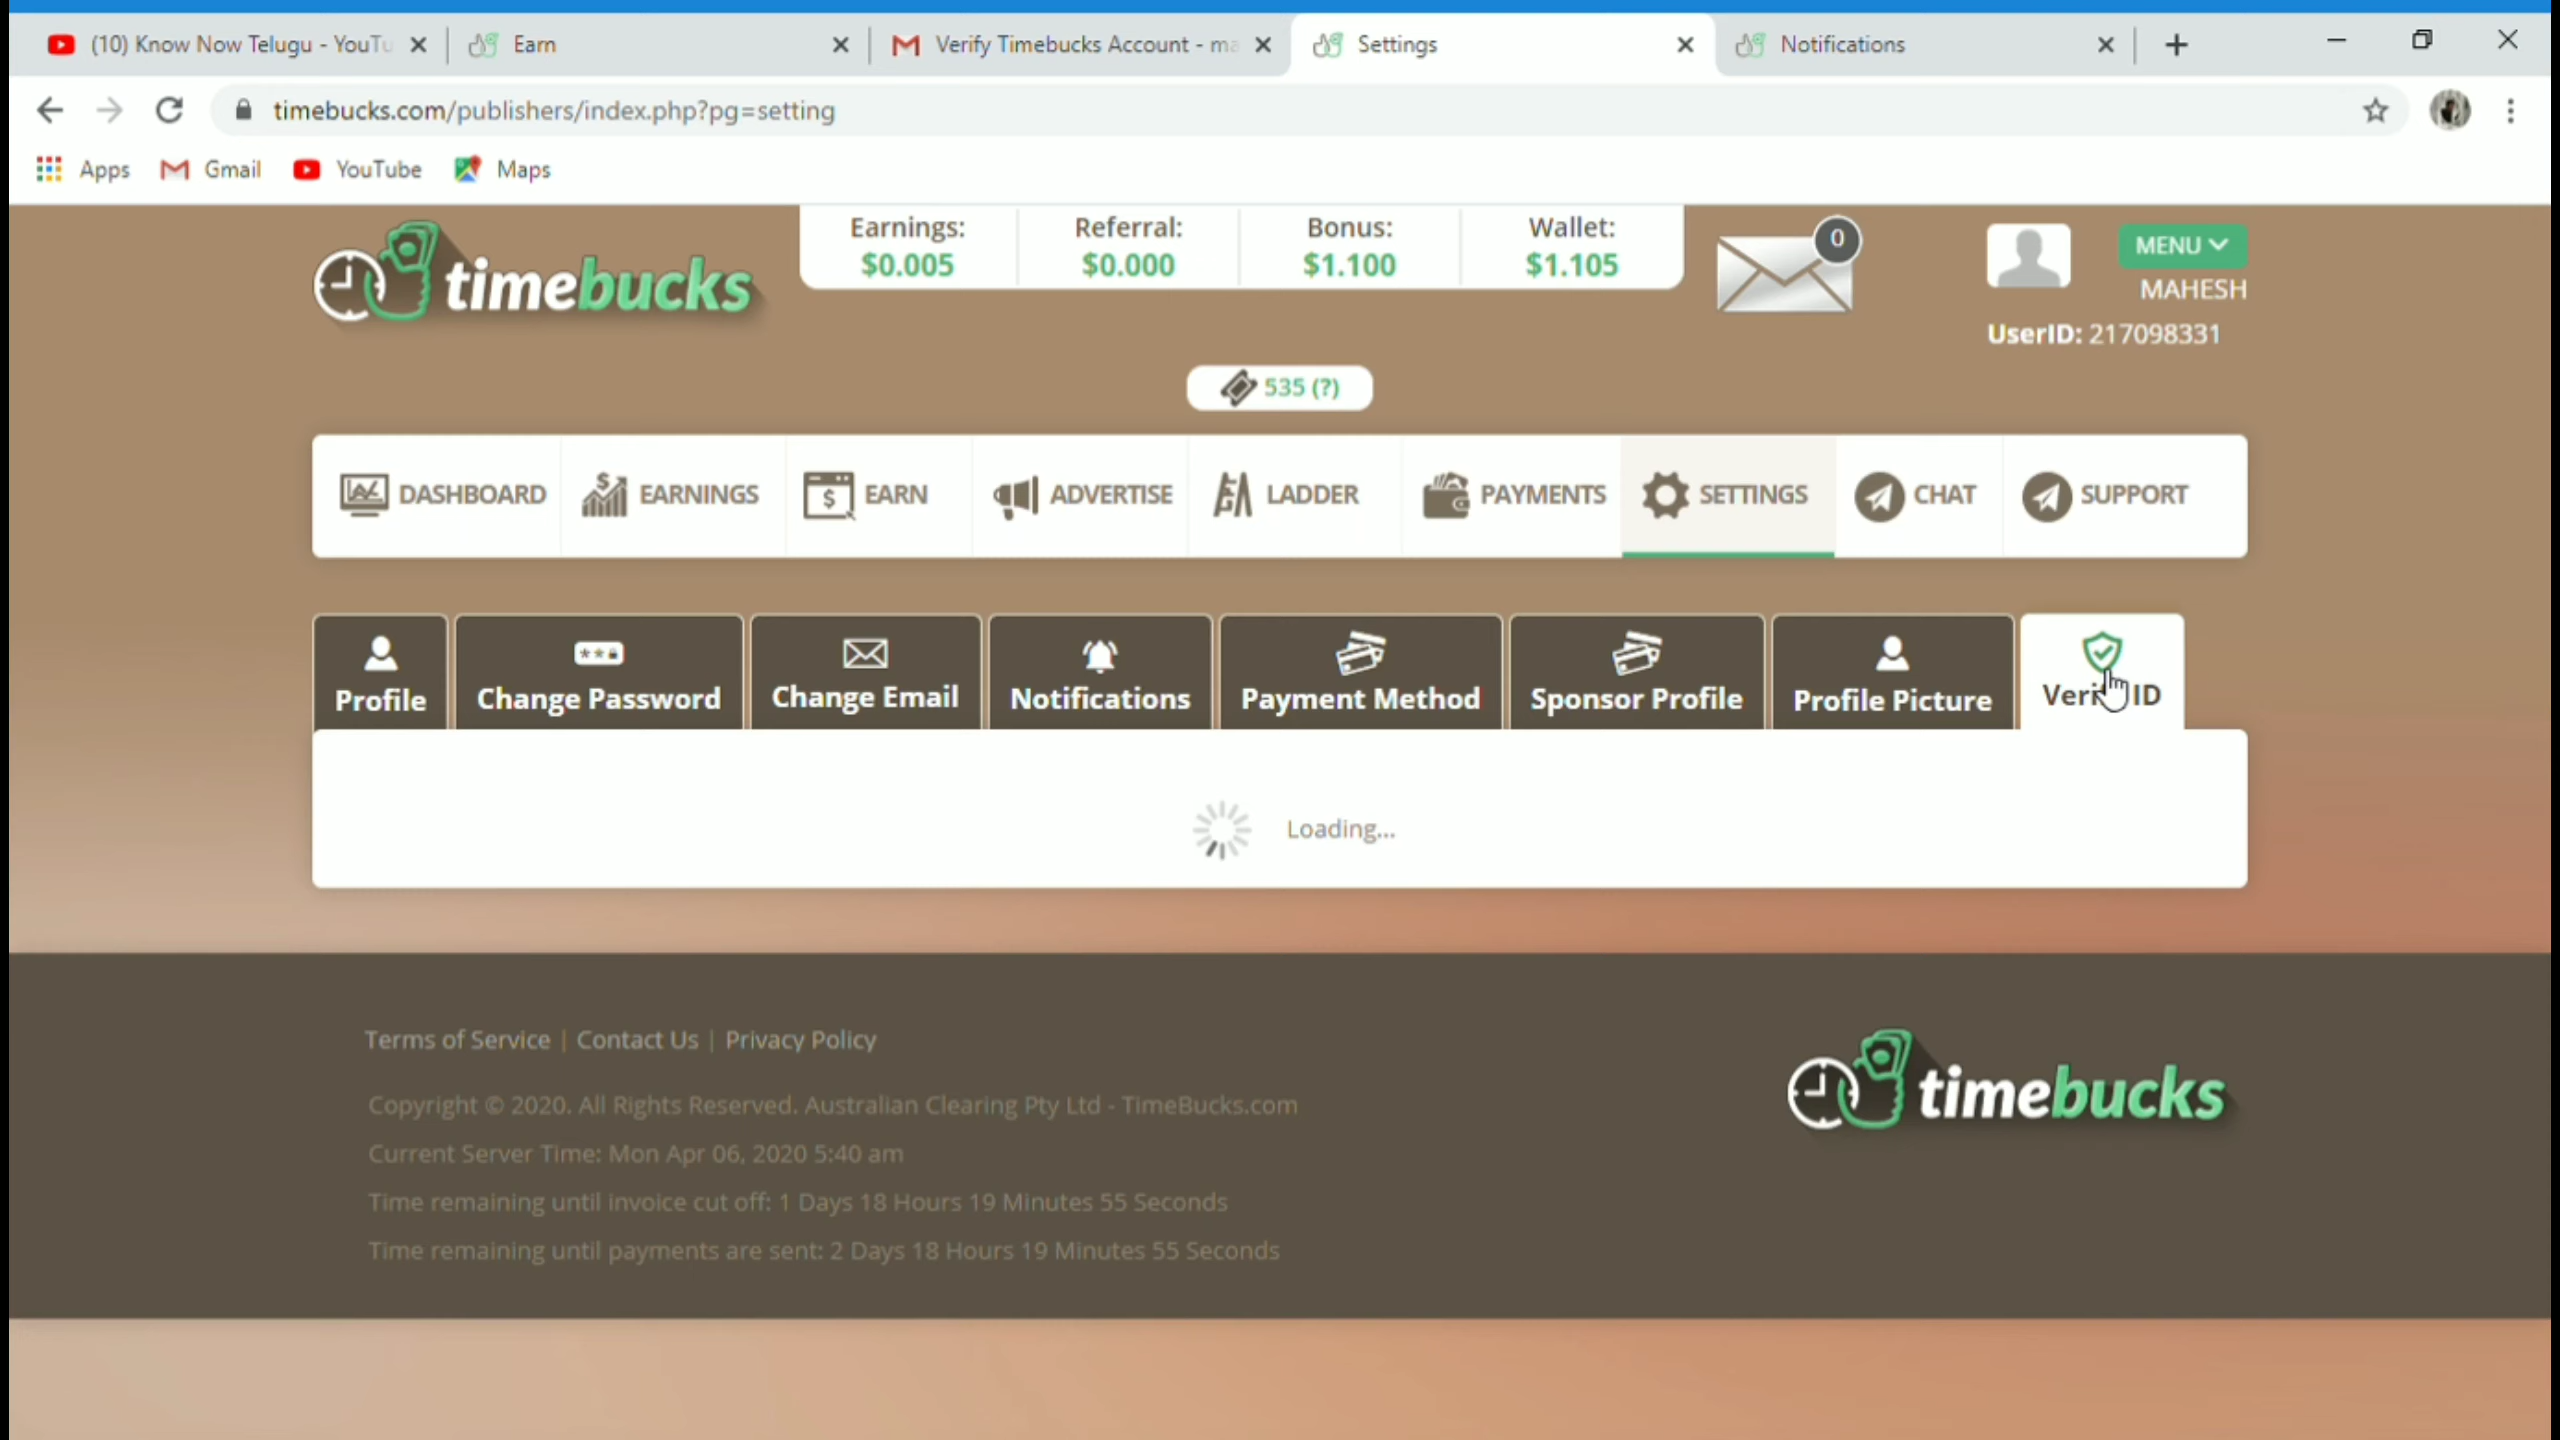 (10) Know Now Telugu - YouTu
Earn
Verify Timebucks Account - ma
Settings
Notifications
timebucks.com/publishers/index.php?pg=setting
Apps
Gmail
YouTube
Maps
timebucks
Earnings:
$0.005
Referral:
$0.000
Bonus:
$1.100
Wallet:
$1.105
0
MENU
MAHESH
UserID: 217098331
535 (?)
DASHBOARD
EARNINGS
EARN
ADVERTISE
LADDER
PAYMENTS
SETTINGS
CHAT
SUPPORT
Profile
Change Password
Change Email
Notifications
Payment Method
Sponsor Profile
Profile Picture
ID
Loading...
Terms of Service | Contact Us | Privacy Policy
Copyright © 2020. All Rights Reserved. Australian Clearing Pty Ltd - TimeBucks.com
Current Server Time: Mon Apr 06, 2020 5:40 am
Time remaining until invoice cut off: 1 Days 18 Hours 19 Minutes 55 Seconds
Time remaining until payments are sent: 2 Days 18 Hours 19 Minutes 55 Seconds
timebucks